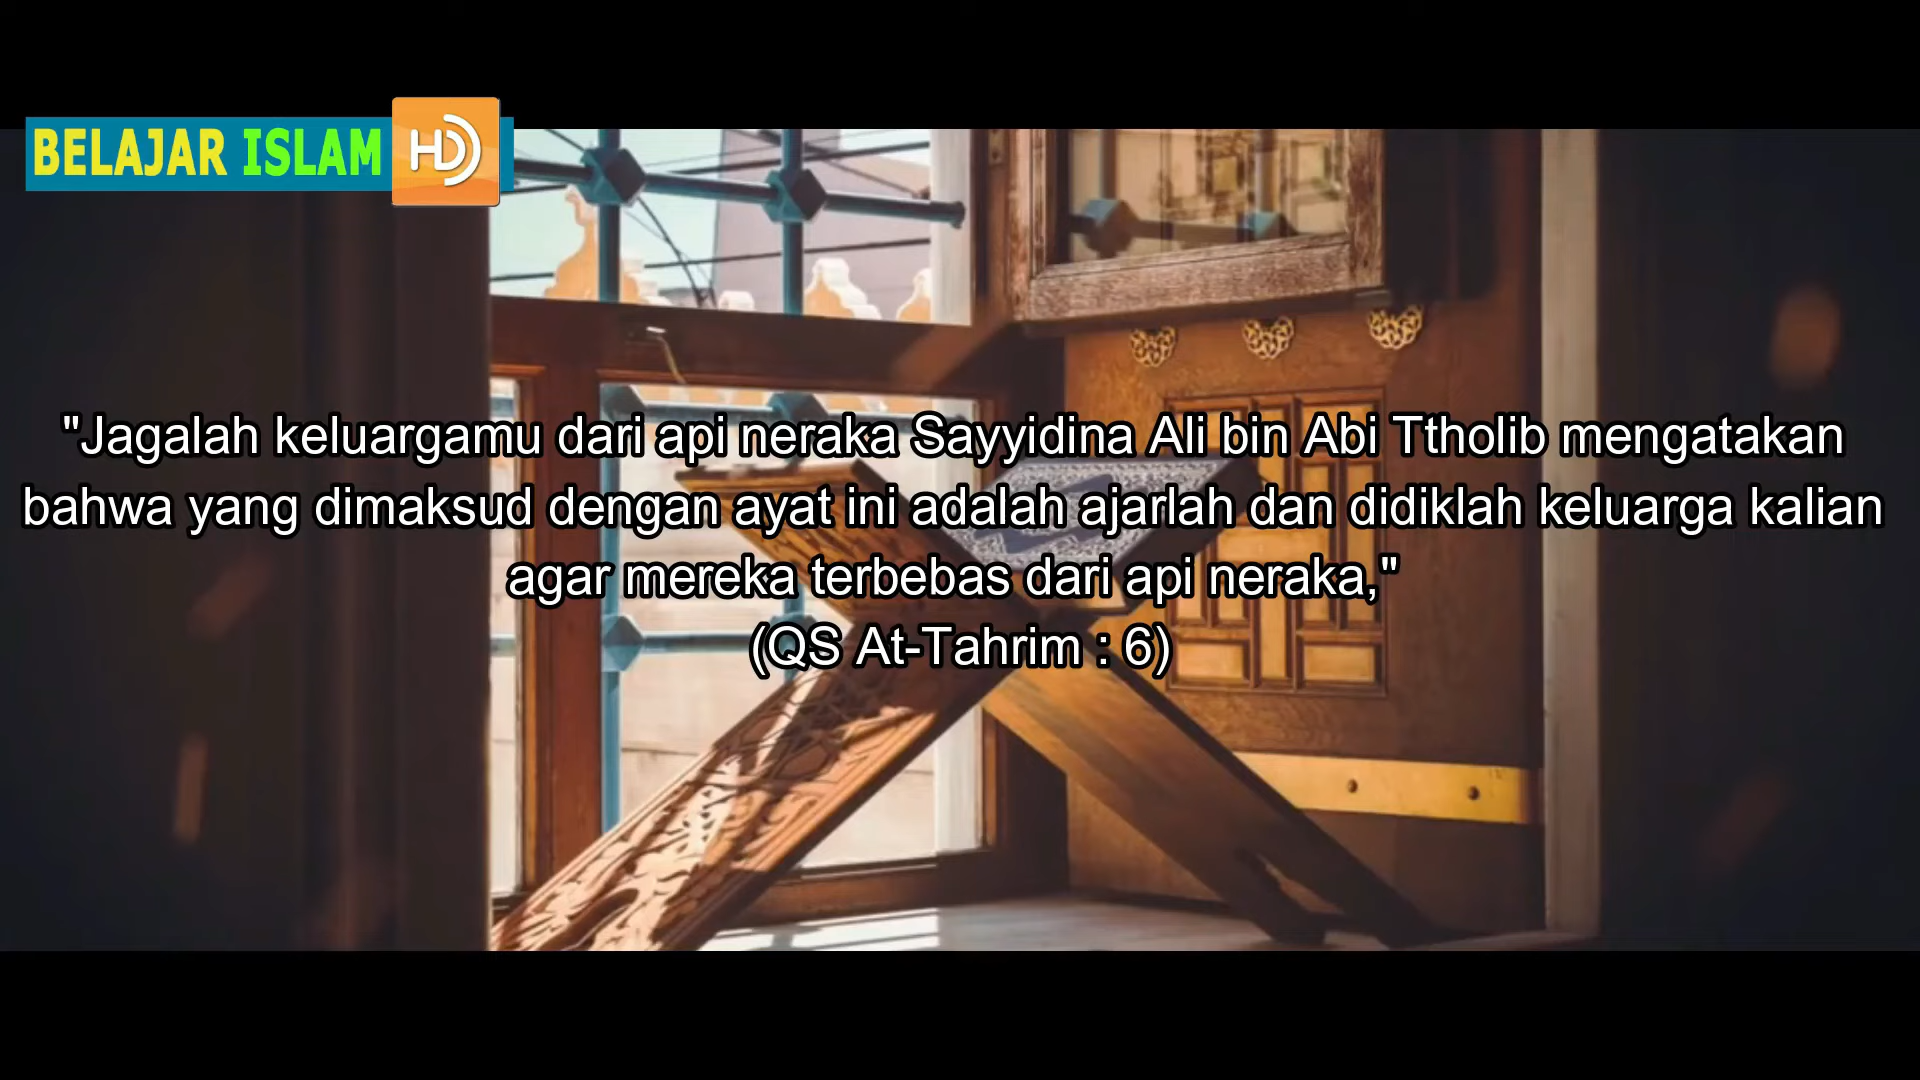 BELAJAR ISLAM HD
"Jagalah keluargamu dari api neraka Sayyidina Ali bin Abi Ttholib mengatakan
bahwa yang dimaksud dengan ayat ini adalah ajarlah dan didiklah keluarga kalian
agar mereka terbebas dari api neraka,"
(QS At-Tahrim : 6)